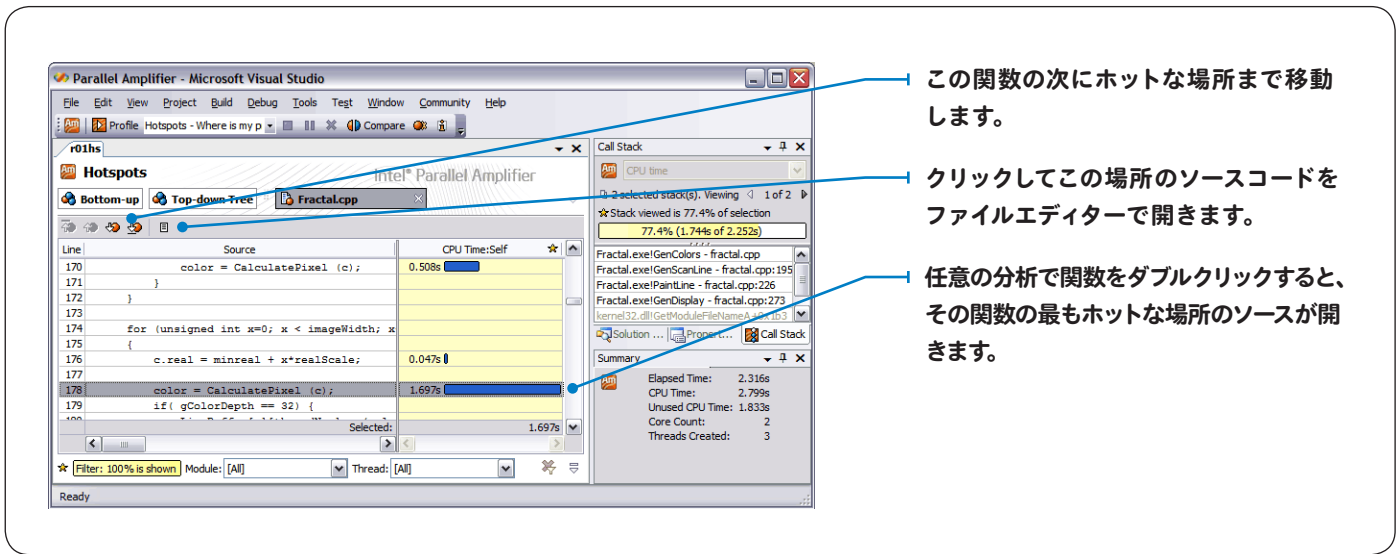 Parallel Amplifier - Microsoft Visual Studio
File Edit View Project Build Debug Tools Test Window Community Help
Profile Hotspots - Where is my p Compare
r01hs
Hotspots
Intel® Parallel Amplifier
Bottom-up Top-down Tree Fractal.cpp
Line Source CPU Time:Self
170 color = CalculatePixel (c); 0.508s
171 }
172 }
173
174 for (unsigned int x=0; x < imageWidth; x
175 {
176 c.real = minreal + x*realScale; 0.047s
177
178 color = CalculatePixel (c); 1.697s
179 if( gColorDepth == 32) {
Selected: 1.697s
Filter: 100% is shown Module: [All] Thread: [All]
Ready
Call Stack
CPU time
2 selected stack(s). Viewing 1 of 2
Stack viewed is 77.4% of selection
77.4% (1.744s of 2.252s)
Fractal.exe!GenColors - fractal.cpp
Fractal.exe!GenScanLine - fractal.cpp:195
Fractal.exe!PaintLine - fractal.cpp:226
Fractal.exe!GenDisplay - fractal.cpp:273
kernel32.dll!GetModuleFileNameA+0x1b3
Solution ... Propert... Call Stack
Summary
Elapsed Time: 2.316s
CPU Time: 2.799s
Unused CPU Time: 1.833s
Core Count: 2
Threads Created: 3
この関数の次にホットな場所まで移動
します。
クリックしてこの場所のソースコードを
ファイルエディターで開きます。
任意の分析で関数をダブルクリックすると、
その関数の最もホットな場所のソースが開
きます。